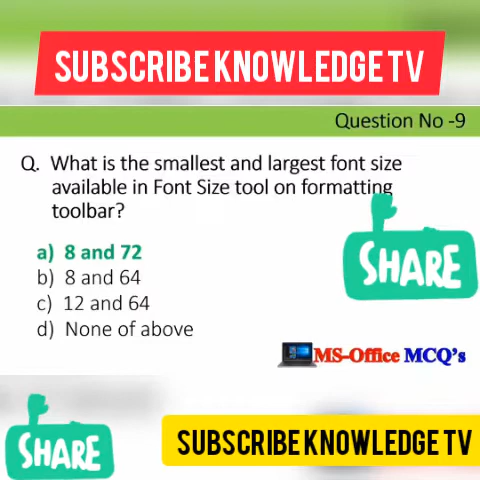 SUBSCRIBE KNOWLEDGE TV
Question No -9
Q. What is the smallest and largest font size
available in Font Size tool on formatting
toolbar?
a) 8 and 72
b) 8 and 64
c) 12 and 64
d) None of above
SHARE
MS-Office MCQ's
SHARE
SUBSCRIBE KNOWLEDGE TV